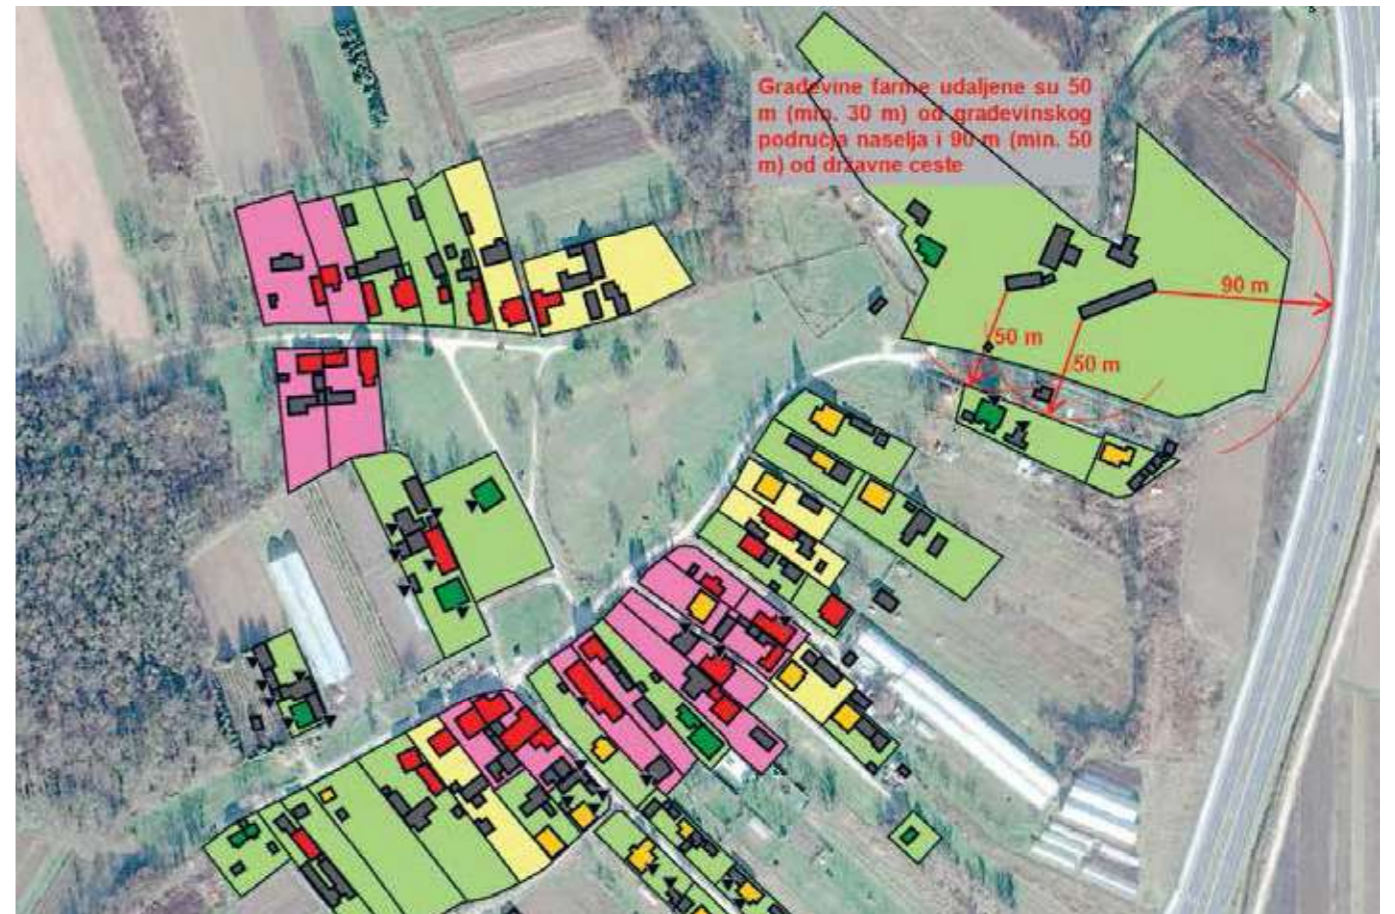 Građevine farme udaljene su 50
m (min. 30 m) od građevinskog
područja naselja i 90 m (min. 50
m) od državne ceste
90 m
50 m
50 m